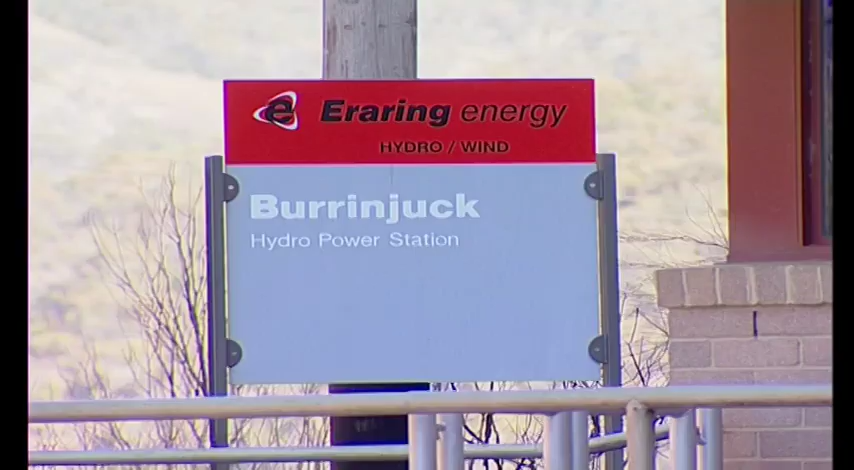 e Eraring energy
HYDRO / WIND
Burrinjuck
Hydro Power Station